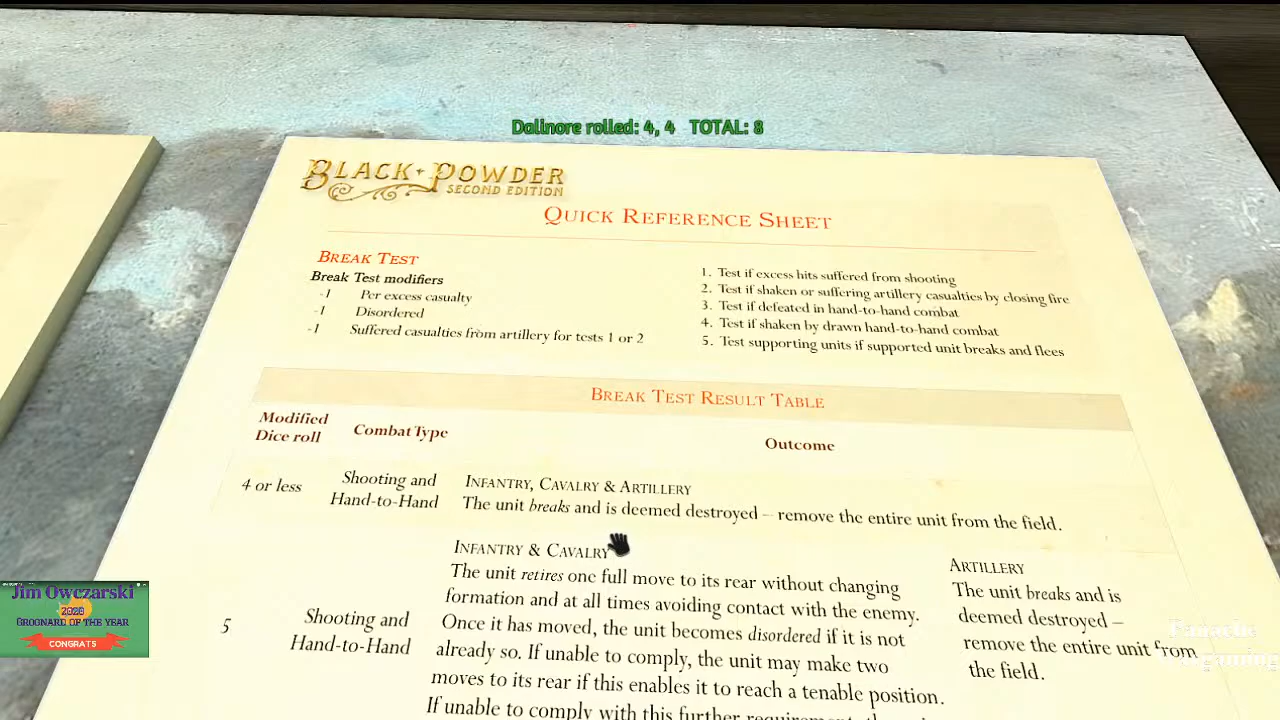 Dalinore rolled: 4, 4 TOTAL: 8
BLACK POWDER
SECOND EDITION
QUICK REFERENCE SHEET
BREAK TEST
Break Test modifiers
-1 Per excess casualty
-1 Disordered
-1 Suffered casualties from artillery for tests 1 or 2
1. Test if excess hits suffered from shooting
2. Test if shaken or suffering artillery casualties by closing fire
3. Test if defeated in hand-to-hand combat
4. Test if shaken by drawn hand-to-hand combat
5. Test supporting units if supported unit breaks and flees
BREAK TEST RESULT TABLE
Modified
Dice roll
Combat Type
Outcome
4 or less
Shooting and
Hand-to-Hand
INFANTRY, CAVALRY & ARTILLERY
The unit breaks and is deemed destroyed – remove the entire unit from the field.
5
Shooting and
Hand-to-Hand
INFANTRY & CAVALRY
The unit retires one full move to its rear without changing
formation and at all times avoiding contact with the enemy.
Once it has moved, the unit becomes disordered if it is not
already so. If unable to comply, the unit may make two
moves to its rear if this enables it to reach a tenable position.
If unable to comply with this further
ARTILLERY
The unit breaks and is
deemed destroyed –
remove the entire unit from
the field.
Jim Owczarski
GROGNARD OF THE YEAR
CONGRATS